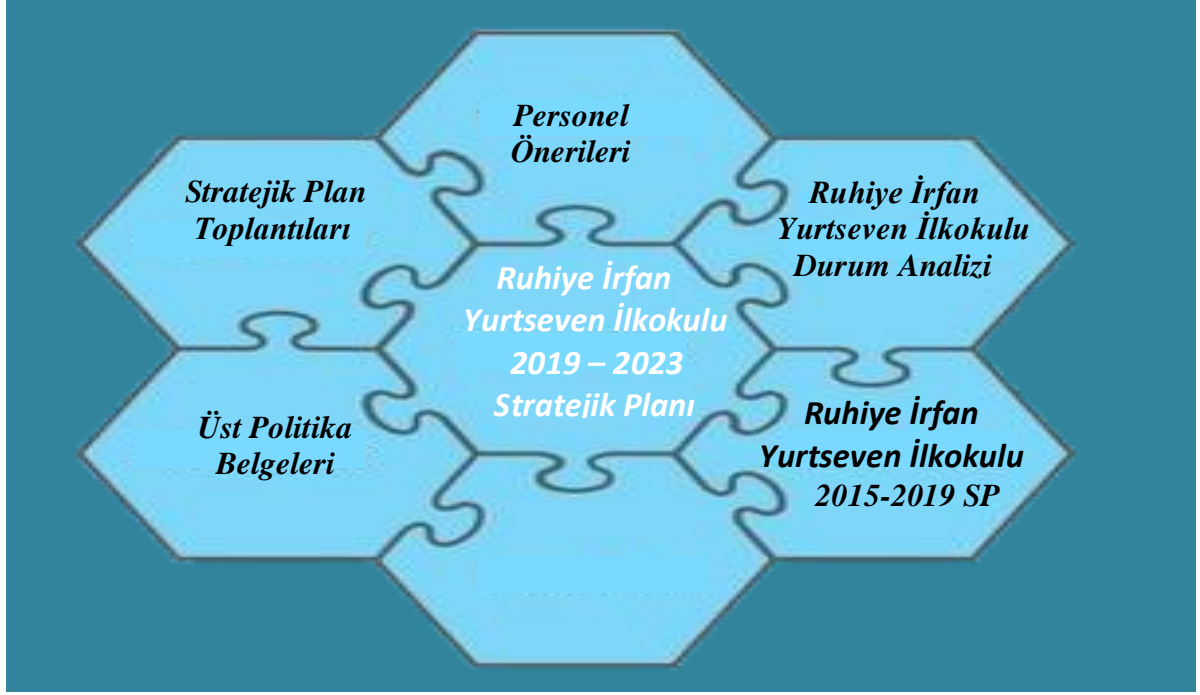 Personel
Önerileri
Stratejik Plan
Toplantıları
Ruhiye İrfan
Yurtseven İlkokulu
Durum Analizi
Ruhiye İrfan
Yurtseven İlkokulu
2019 – 2023
Stratejik Planı
Üst Politika
Belgeleri
Ruhiye İrfan
Yurtseven İlkokulu
2015-2019 SP